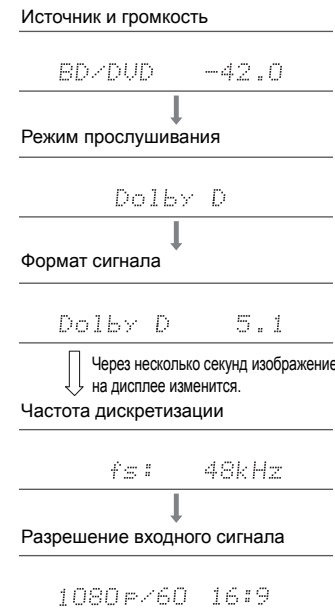 Источник и громкость
BD/DVD -42.0
Режим прослушивания
Dolby D
Формат сигнала
Dolby D 5.1
Через несколько секунд изображение
на дисплее изменится.
Частота дискретизации
fs: 48kHz
Разрешение входного сигнала
1080p/60 16:9